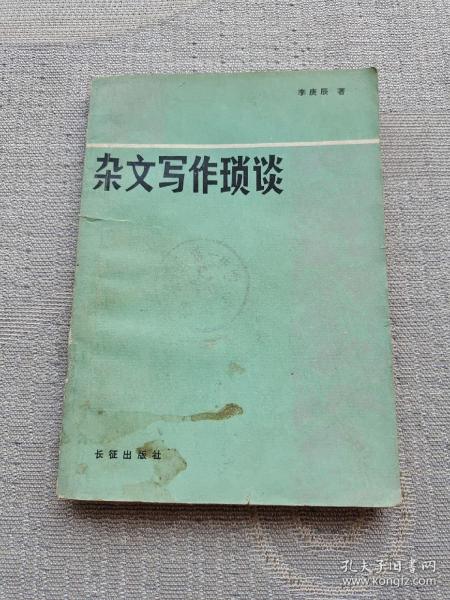 李庚辰 著
杂文写作琐谈
长征出版社
孔夫子旧书网
www.kongfz.com